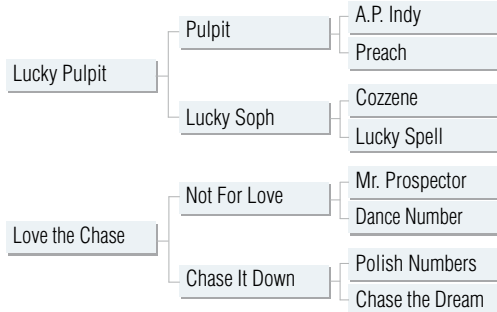 Lucky Pulpit
Pulpit
A.P. Indy
Preach
Lucky Soph
Cozzene
Lucky Spell
Love the Chase
Not For Love
Mr. Prospector
Dance Number
Chase It Down
Polish Numbers
Chase the Dream